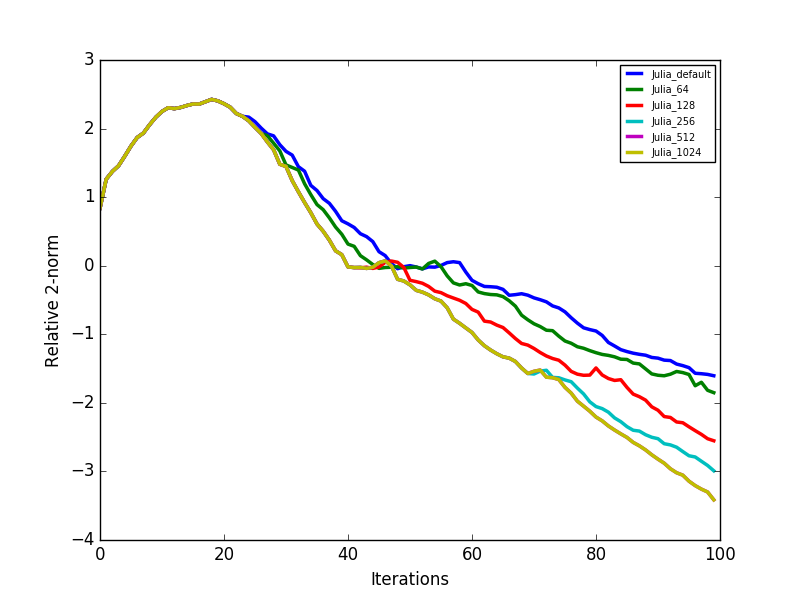 3
2
1
0
−1
−2
−3
−4
Relative 2-norm
0 20 40 60 80 100
Iterations
Julia_default
Julia_64
Julia_128
Julia_256
Julia_512
Julia_1024